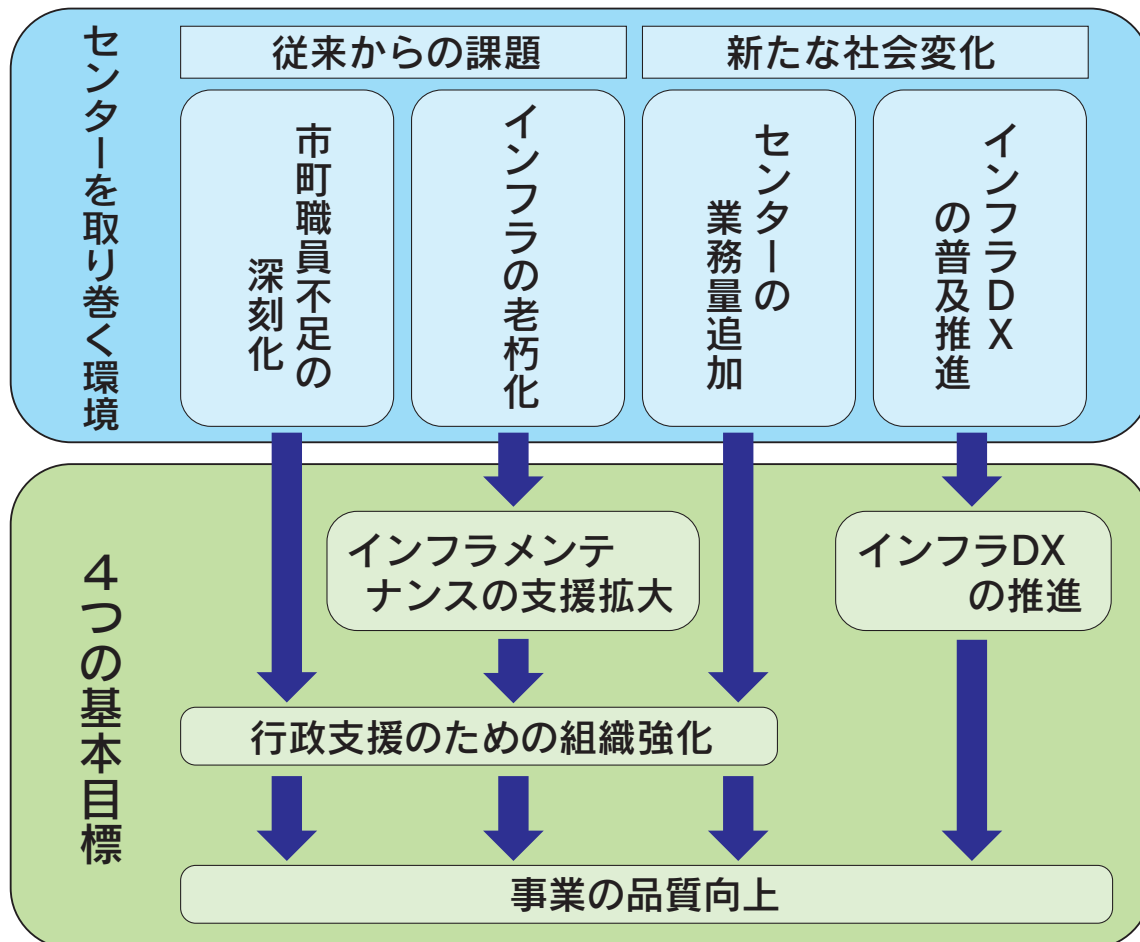 センターを取り巻く環境
従来からの課題
新たな社会変化
市町職員不足の
深刻化
インフラの老朽化
センターの
業務量追加
インフラDX
の普及推進
4つの基本目標
インフラメンテ
ナンスの支援拡大
インフラDX
の推進
行政支援のための組織強化
事業の品質向上